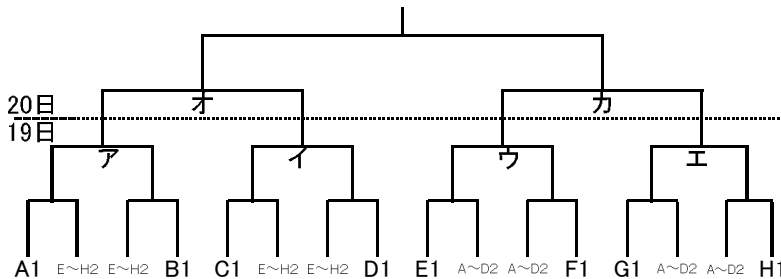 オ カ
20日
19日
ア イ ウ エ
A1 E～H2 E～H2 B1 C1 E～H2 E～H2 D1 E1 A～D2 A～D2 F1 G1 A～D2 A～D2 H1